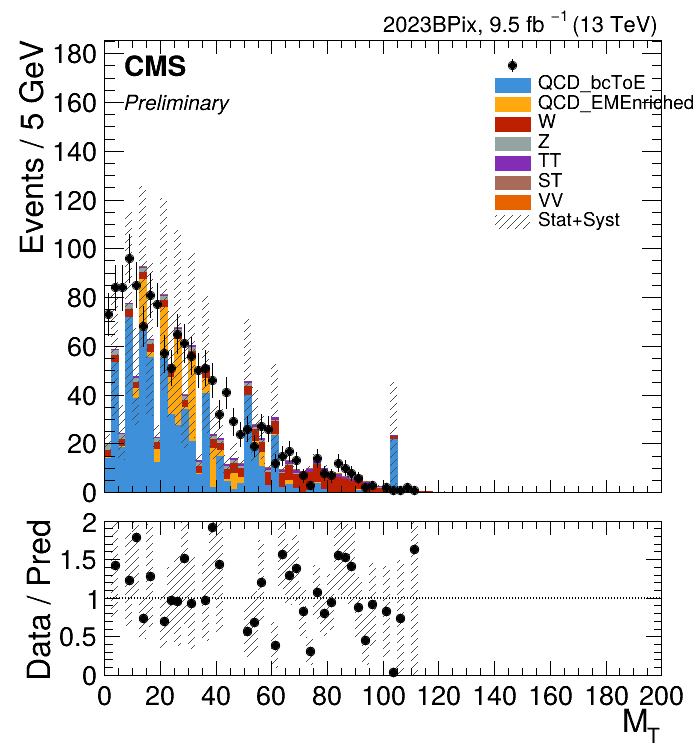 2023BPix, 9.5 fb⁻¹ (13 TeV)
Events / 5 GeV
180
160
140
120
100
80
60
40
20
0
CMS
Preliminary
QCD_bcToE
QCD_EMEnriched
W
Z
TT
ST
VV
Stat+Syst
Data / Pred
2
1.5
1
0.5
0
0 20 40 60 80 100 120 140 160 180 200
M_T